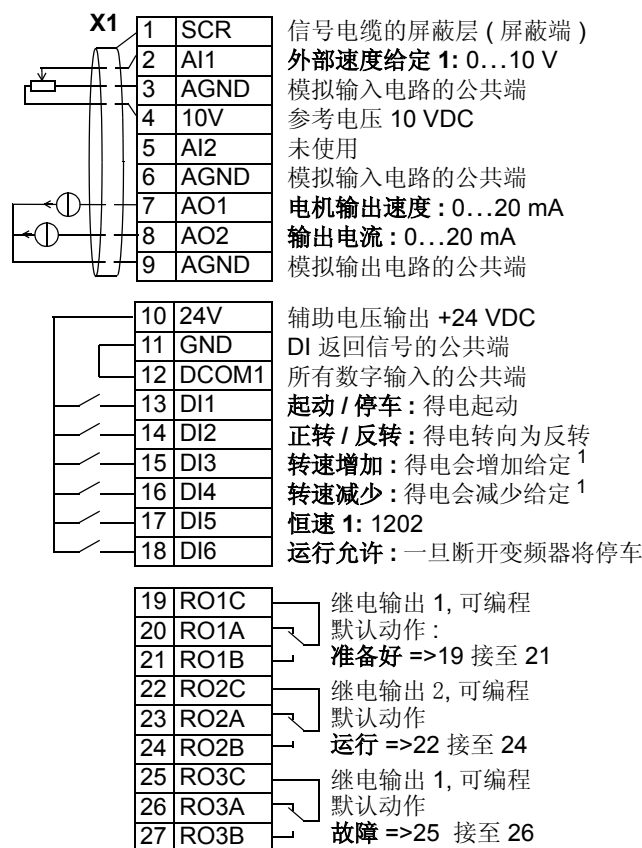 X1
1 SCR 信号电缆的屏蔽层 ( 屏蔽端 )
2 AI1 外部速度给定 1: 0…10 V
3 AGND 模拟输入电路的公共端
4 10V 参考电压 10 VDC
5 AI2 未使用
6 AGND 模拟输入电路的公共端
7 AO1 电机输出速度 : 0…20 mA
8 AO2 输出电流 : 0…20 mA
9 AGND 模拟输出电路的公共端
10 24V 辅助电压输出 +24 VDC
11 GND DI 返回信号的公共端
12 DCOM1 所有数字输入的公共端
13 DI1 起动 / 停车 : 得电起动
14 DI2 正转 / 反转 : 得电转向为反转
15 DI3 转速增加 : 得电会增加给定 1
16 DI4 转速减少 : 得电会减少给定 1
17 DI5 恒速 1: 1202
18 DI6 运行允许 : 一旦断开变频器将停车
19 RO1C 继电输出 1, 可编程
20 RO1A 默认动作 :
21 RO1B 准备好 =>19 接至 21
22 RO2C 继电输出 2, 可编程
23 RO2A 默认动作
24 RO2B 运行 =>22 接至 24
25 RO3C 继电输出 1, 可编程
26 RO3A 默认动作
27 RO3B 故障 =>25 接至 26